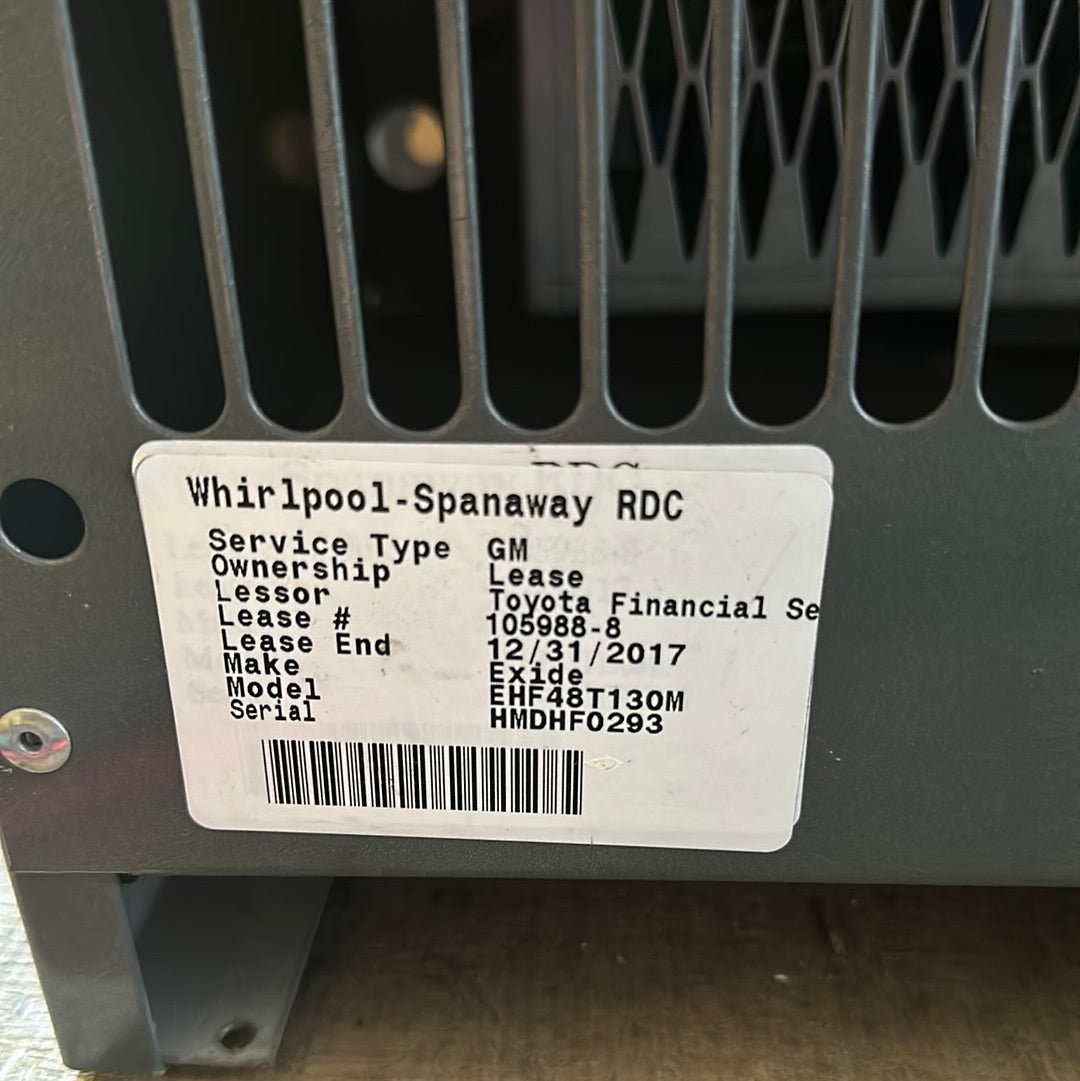 Whirlpool-Spanaway RDC
Service Type GM
Ownership Lease
Lessor Toyota Financial Se
Lease # 105988-8
Lease End 12/31/2017
Make Exide
Model EHF48T130M
Serial HMDHF0293